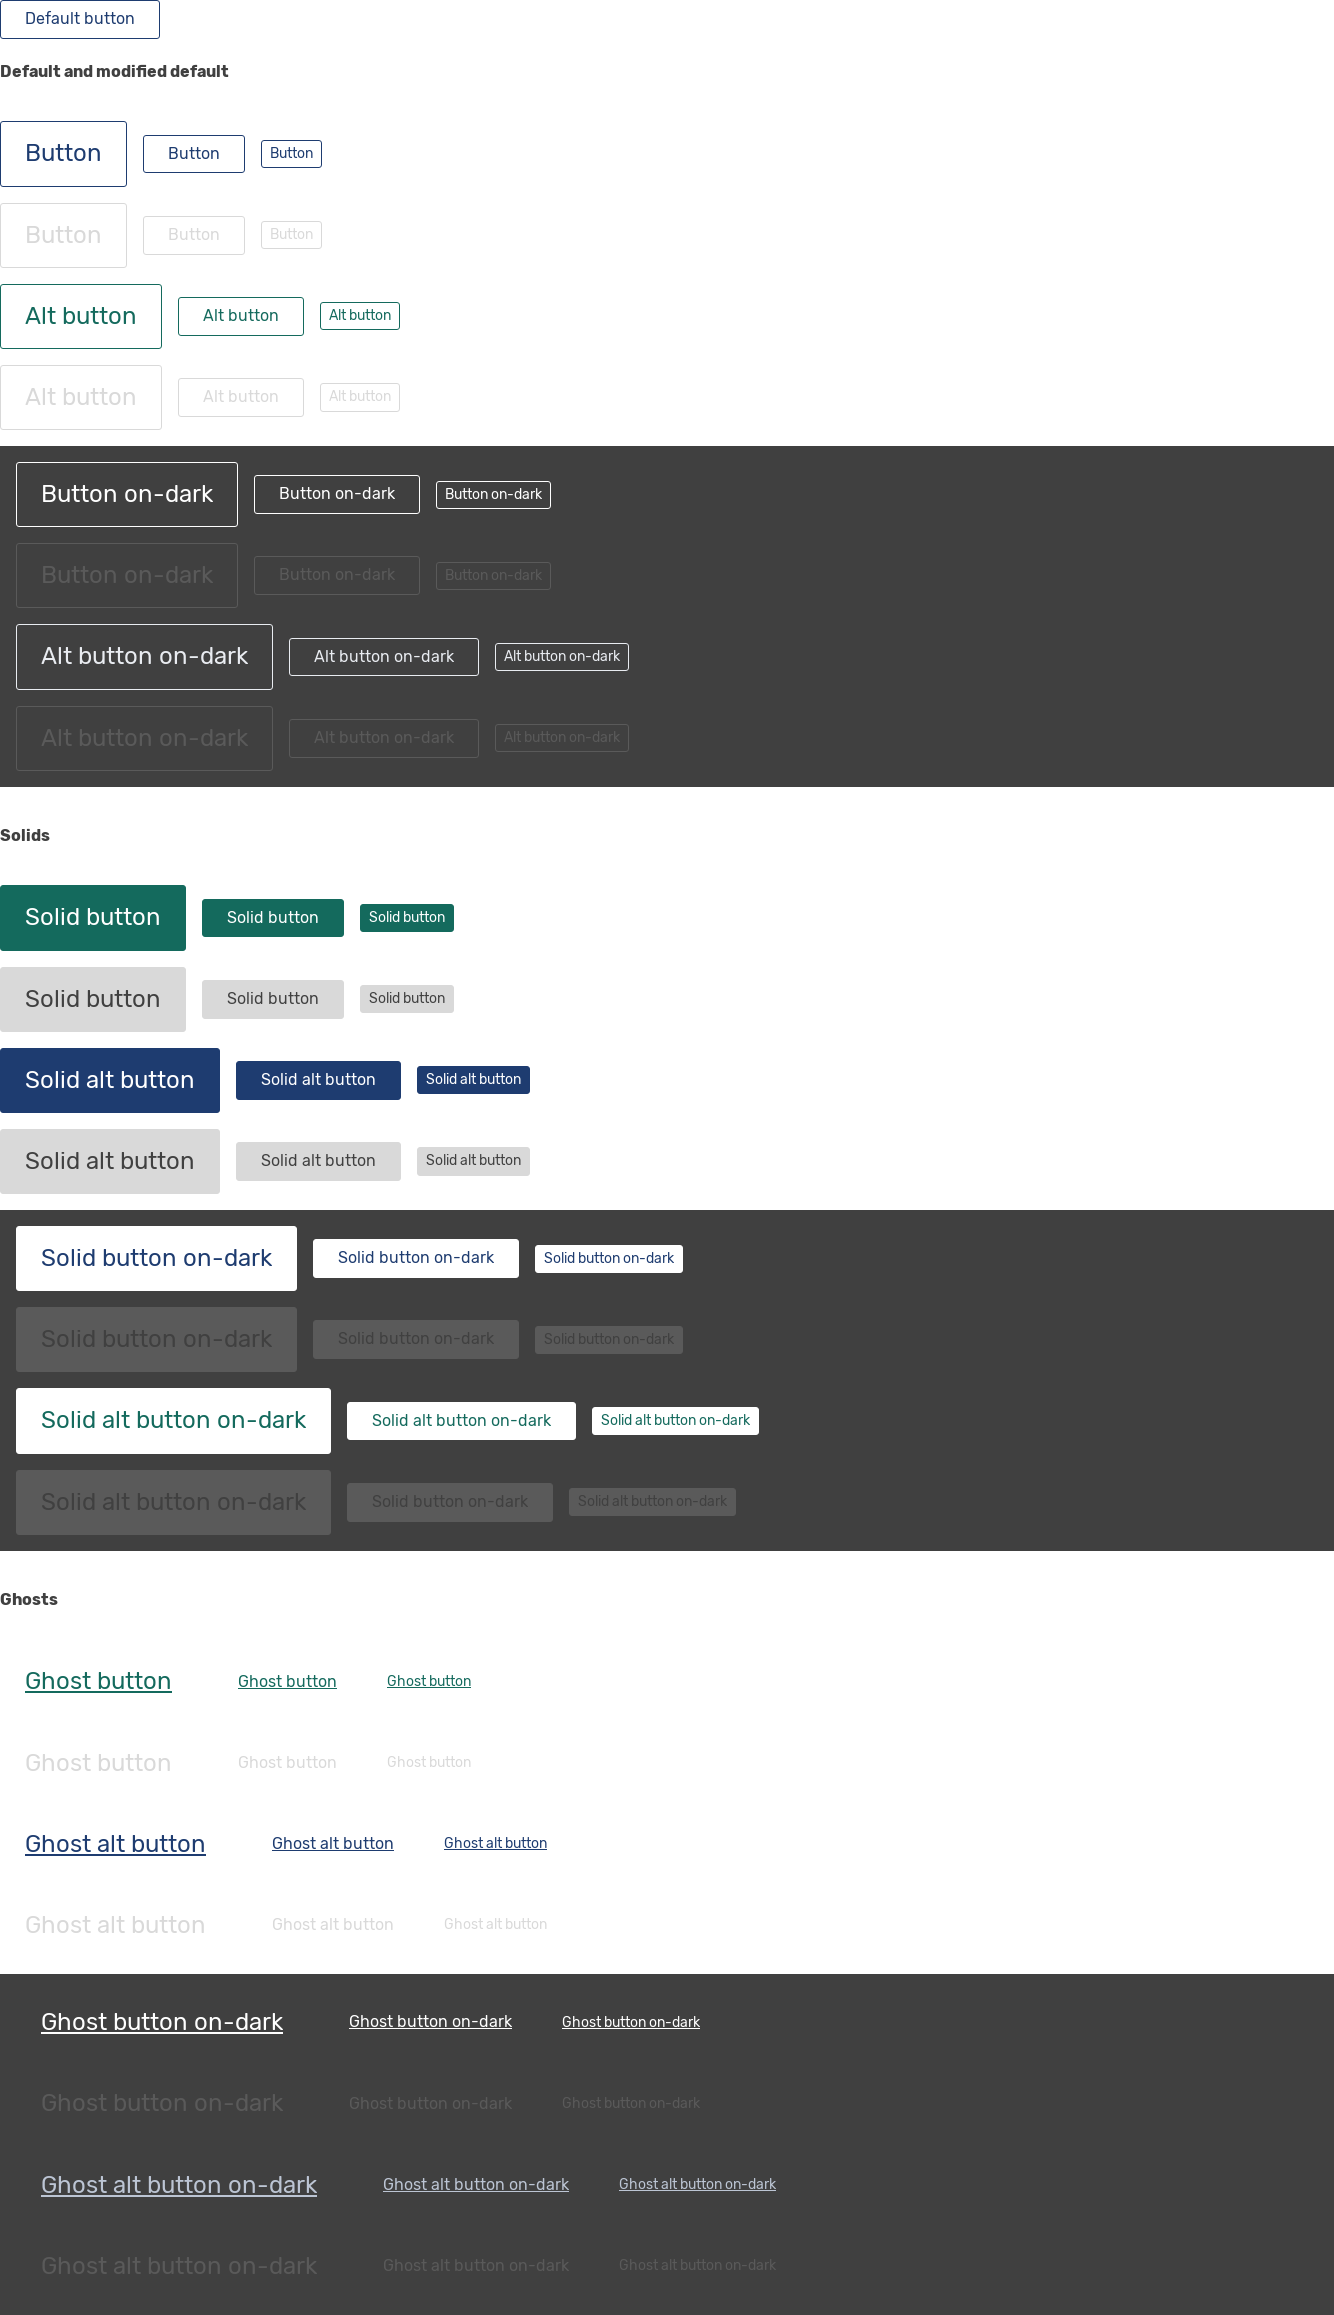 Default button
Default and modified default
Button Button Button
Button Button Button
Alt button Alt button Alt button
Alt button Alt button Alt button
Button on-dark Button on-dark Button on-dark
Button on-dark Button on-dark Button on-dark
Alt button on-dark Alt button on-dark Alt button on-dark
Alt button on-dark Alt button on-dark Alt button on-dark
Solids
Solid button Solid button Solid button
Solid button Solid button Solid button
Solid alt button Solid alt button Solid alt button
Solid alt button Solid alt button Solid alt button
Solid button on-dark Solid button on-dark Solid button on-dark
Solid button on-dark Solid button on-dark Solid button on-dark
Solid alt button on-dark Solid alt button on-dark Solid alt button on-dark
Solid alt button on-dark Solid button on-dark Solid alt button on-dark
Ghosts
Ghost button Ghost button Ghost button
Ghost button Ghost button Ghost button
Ghost alt button Ghost alt button Ghost alt button
Ghost alt button Ghost alt button Ghost alt button
Ghost button on-dark Ghost button on-dark Ghost button on-dark
Ghost button on-dark Ghost button on-dark Ghost button on-dark
Ghost alt button on-dark Ghost alt button on-dark Ghost alt button on-dark
Ghost alt button on-dark Ghost alt button on-dark Ghost alt button on-dark